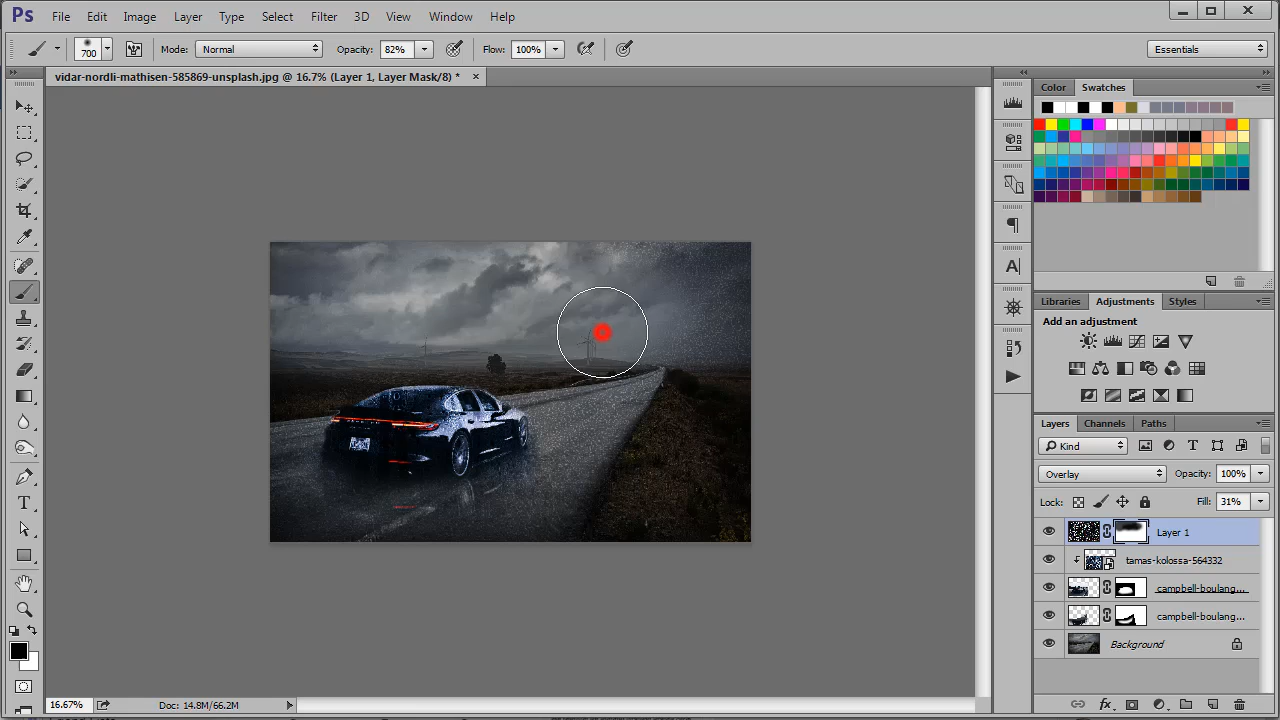 Ps File Edit Image Layer Type Select Filter 3D View Window Help
700 Mode: Normal Opacity: 82% Flow: 100% Essentials
vidar-nordli-mathisen-585869-unsplash.jpg @ 16.7% (Layer 1, Layer Mask/8) *
Color Swatches
Libraries Adjustments Styles
Add an adjustment
Layers Channels Paths
Kind
Overlay Opacity: 100%
Lock: Fill: 31%
Layer 1
tamas-kolossa-564332
campbell-boulang...
campbell-boulang...
Background
16.67% Doc: 14.8M/66.2M